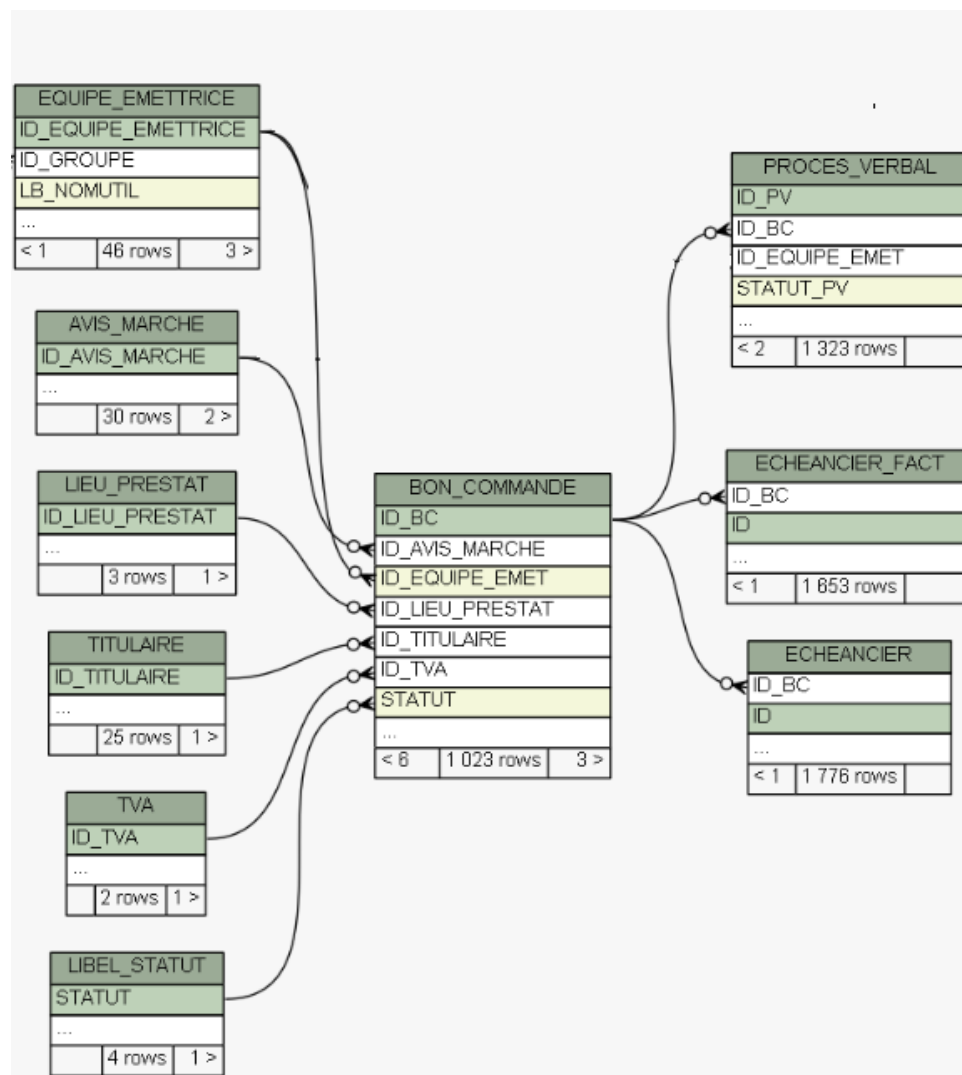 EQUIPE_EMETTRICE
ID_EQUIPE_EMETTRICE
ID_GROUPE
LB_NOMUTIL
...
< 1 46 rows 3 >
AVIS_MARCHE
ID_AVIS_MARCHE
...
30 rows 2 >
LIEU_PRESTAT
ID_LIEU_PRESTAT
...
3 rows 1 >
TITULAIRE
ID_TITULAIRE
...
25 rows 1 >
TVA
ID_TVA
...
2 rows 1 >
LIBEL_STATUT
STATUT
...
4 rows 1 >
BON_COMMANDE
ID_BC
ID_AVIS_MARCHE
ID_EQUIPE_EMET
ID_LIEU_PRESTAT
ID_TITULAIRE
ID_TVA
STATUT
...
< 6 1 023 rows 3 >
PROCES_VERBAL
ID_PV
ID_BC
ID_EQUIPE_EMET
STATUT_PV
...
< 2 1 323 rows
ECHEANCIER_FACT
ID_BC
ID
...
< 1 1 653 rows
ECHEANCIER
ID_BC
ID
...
< 1 1 776 rows